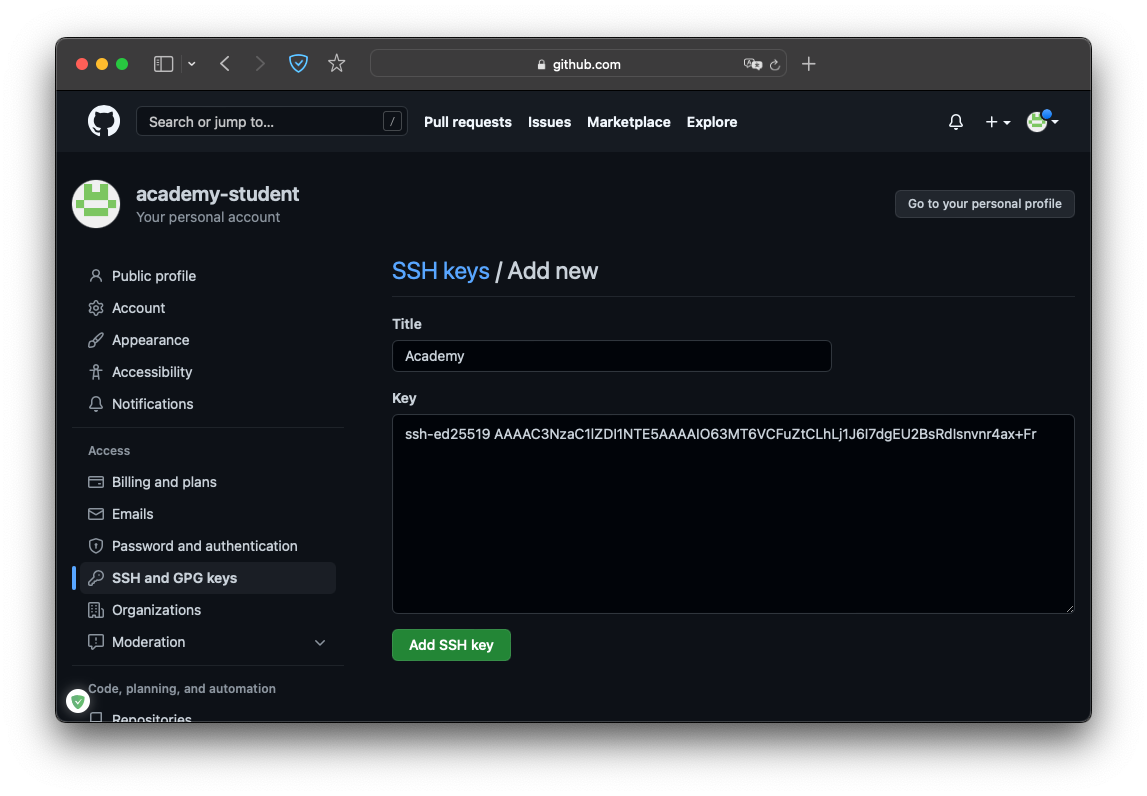 github.com
Search or jump to... /
Pull requests Issues Marketplace Explore
academy-student
Your personal account
Go to your personal profile
Public profile
Account
Appearance
Accessibility
Notifications
Access
Billing and plans
Emails
Password and authentication
SSH and GPG keys
Organizations
Moderation
Code, planning, and automation
Repositories
SSH keys / Add new
Title
Academy
Key
ssh-ed25519 AAAAC3NzaC1lZDI1NTE5AAAAIO63MT6VCFuZtCLhLj1J6I7dgEU2BsRdIsnvnr4ax+Fr
Add SSH key